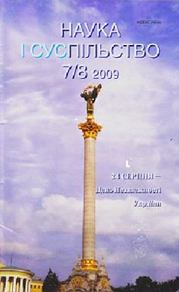 НАУКА
І СУСПІЛЬСТВО
7/8 2009
24 СЕРПНЯ –
День Незалежності
України